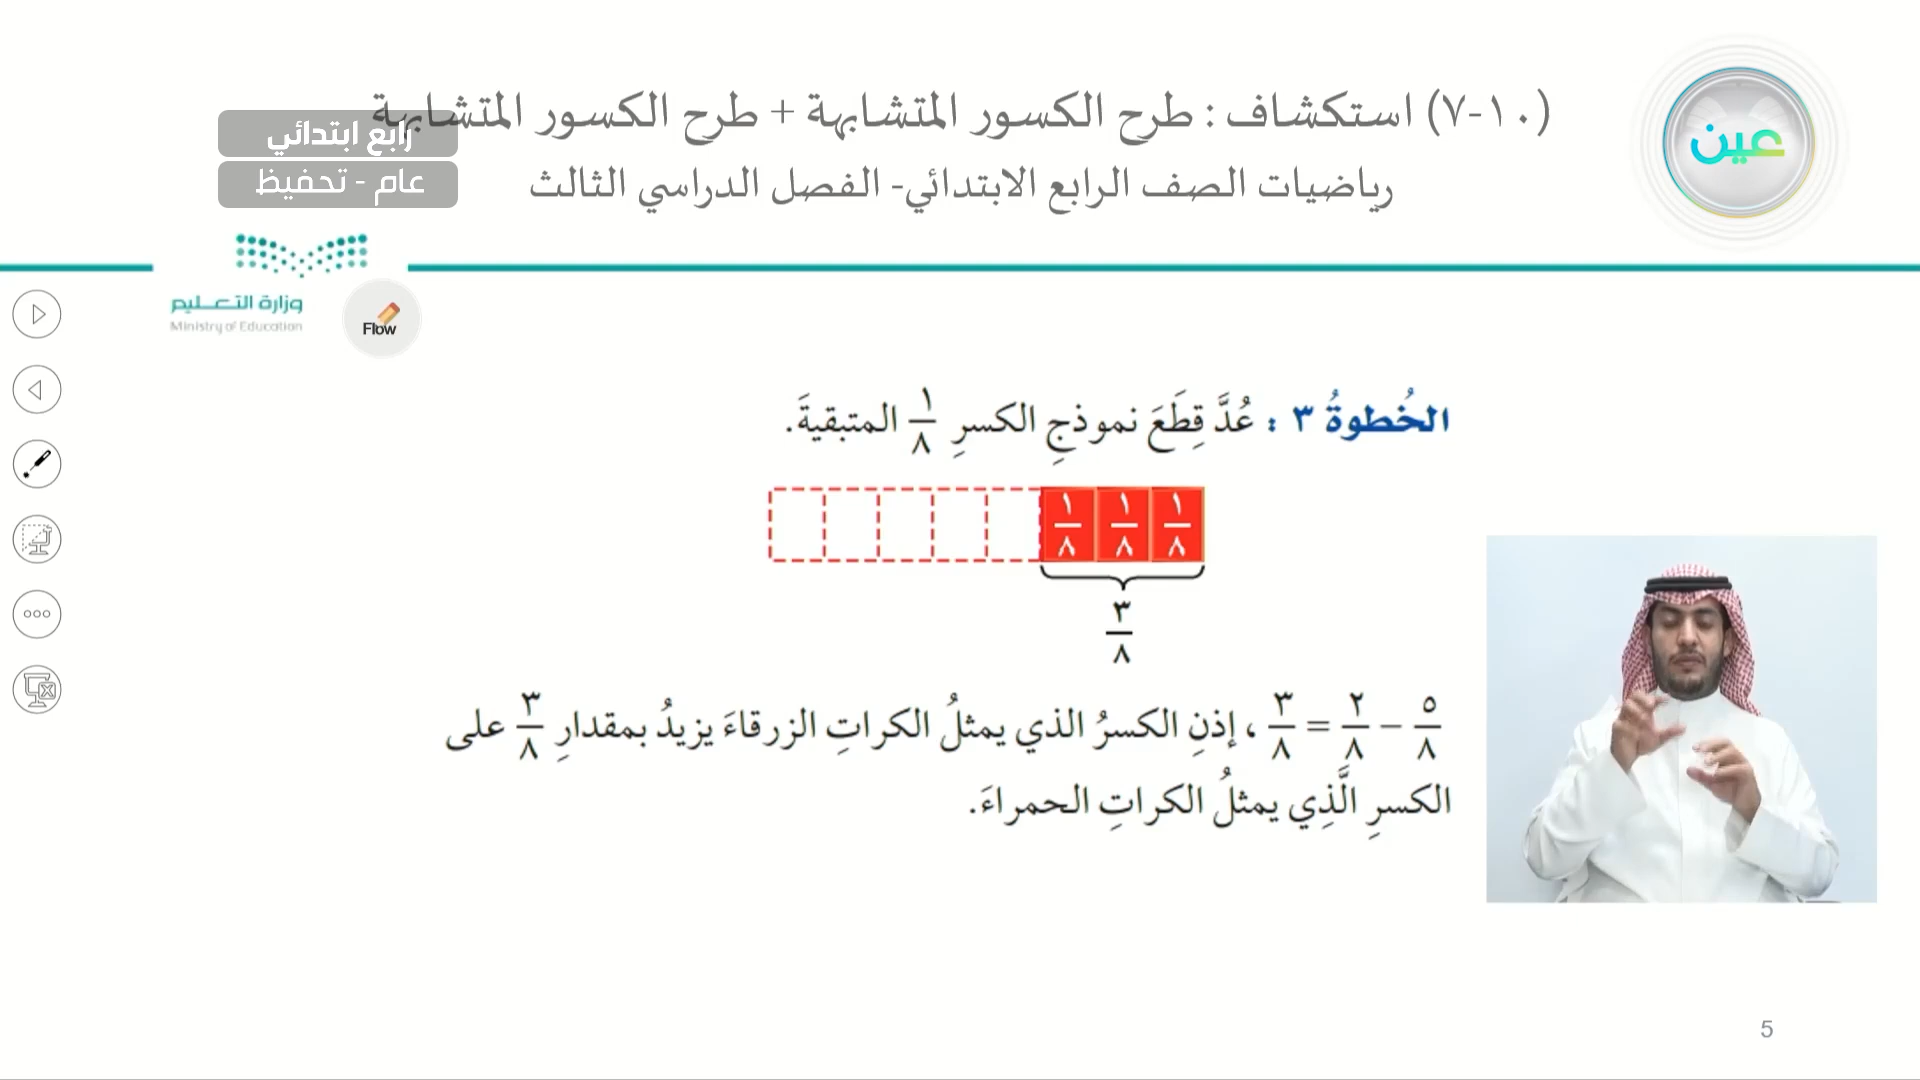 (١٠-٧) استكشاف : طرح الكسور المتشابهة + طرح الكسور المتشابهة
رياضيات الصف الرابع الابتدائي- الفصل الدراسي الثالث
رابع ابتدائي
عام - تحفيظ
عين
وزارة التعليم
Ministry of Education
Flow
الخُطوةُ ٣ : عُدَّ قِطَعَ نموذجِ الكسرِ ١/٨ المتبقيةَ.
١/٨ ١/٨ ١/٨
٣/٨
٥/٨ − ٢/٨ = ٣/٨ ، إذنِ الكسرُ الذي يمثلُ الكراتِ الزرقاءَ يزيدُ بمقدارِ ٣/٨ على
الكسرِ الَّذِي يمثلُ الكراتِ الحمراءَ.
5